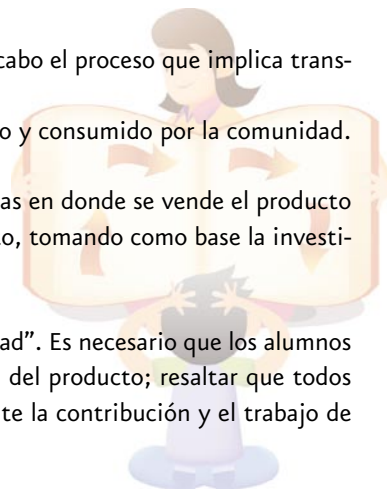 cabo el proceso que implica trans-
o y consumido por la comunidad.
as en donde se vende el producto
do, tomando como base la investi-
ad”. Es necesario que los alumnos
del producto; resaltar que todos
te la contribución y el trabajo de